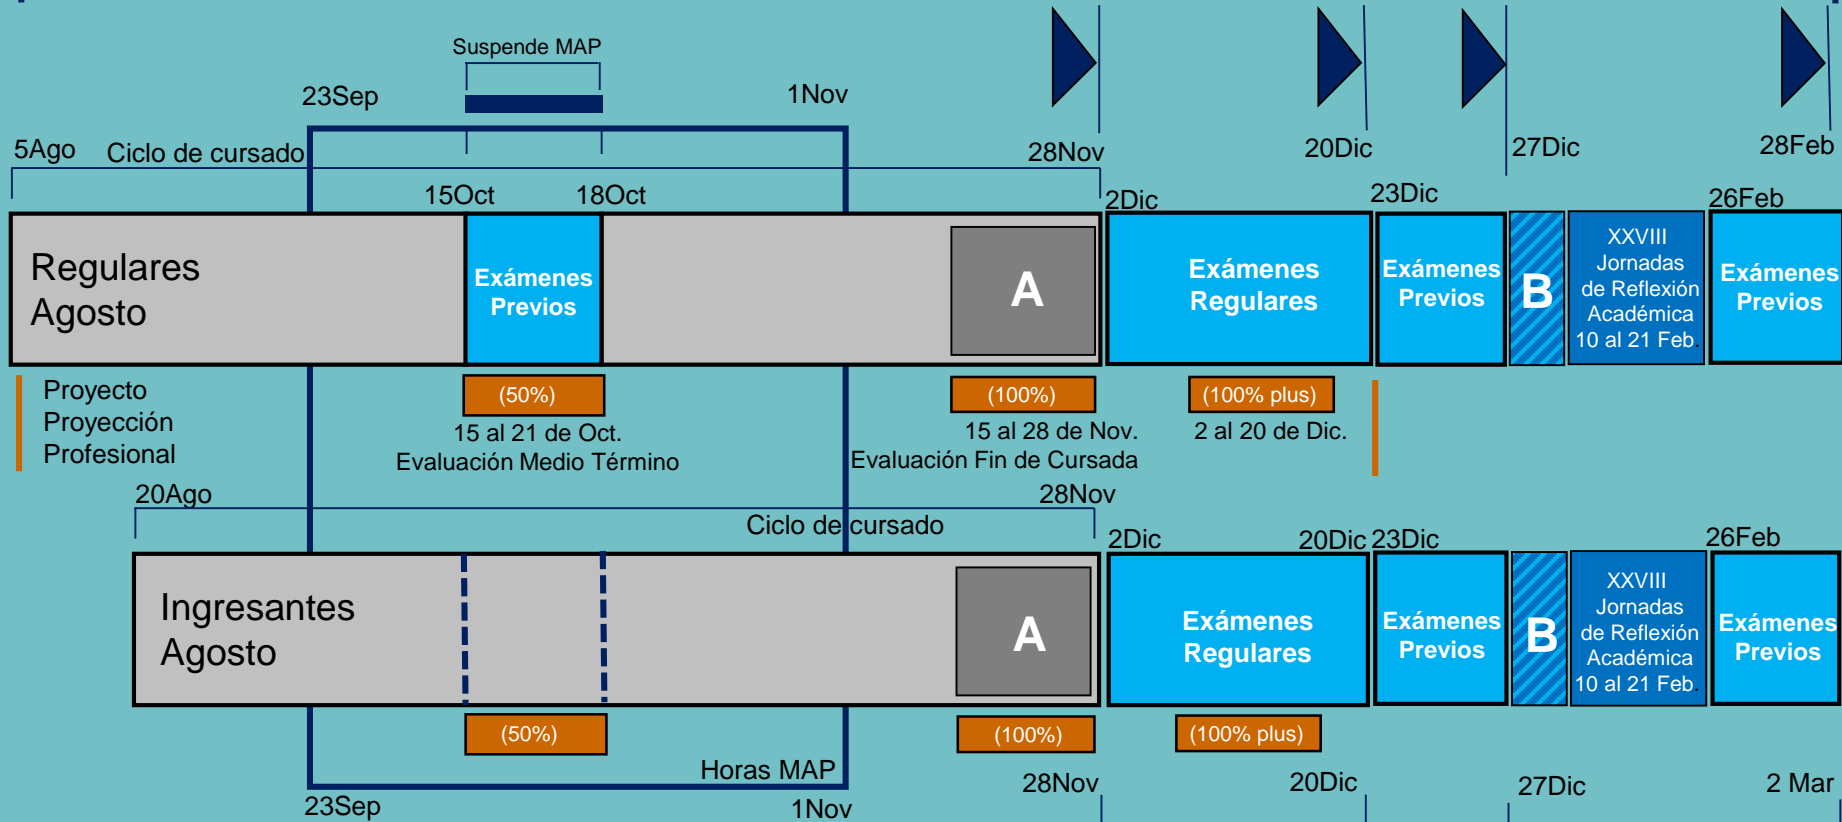 Suspende MAP
23Sep
1Nov
5Ago
Ciclo de cursado
28Nov
20Dic
27Dic
28Feb
15Oct
18Oct
2Dic
23Dic
26Feb
Regulares
Agosto
Exámenes
Previos
A
Exámenes
Regulares
Exámenes
Previos
B
XXVIII
Jornadas
de Reflexión
Académica
10 al 21 Feb.
Exámenes
Previos
Proyecto
Proyección
Profesional
(50%)
15 al 21 de Oct.
Evaluación Medio Término
(100%)
15 al 28 de Nov.
Evaluación Fin de Cursada
(100% plus)
2 al 20 de Dic.
20Ago
28Nov
Ciclo de cursado
2Dic
20Dic
23Dic
26Feb
Ingresantes
Agosto
A
Exámenes
Regulares
Exámenes
Previos
B
XXVIII
Jornadas
de Reflexión
Académica
10 al 21 Feb.
Exámenes
Previos
(50%)
(100%)
(100% plus)
Horas MAP
23Sep
1Nov
28Nov
20Dic
27Dic
2 Mar